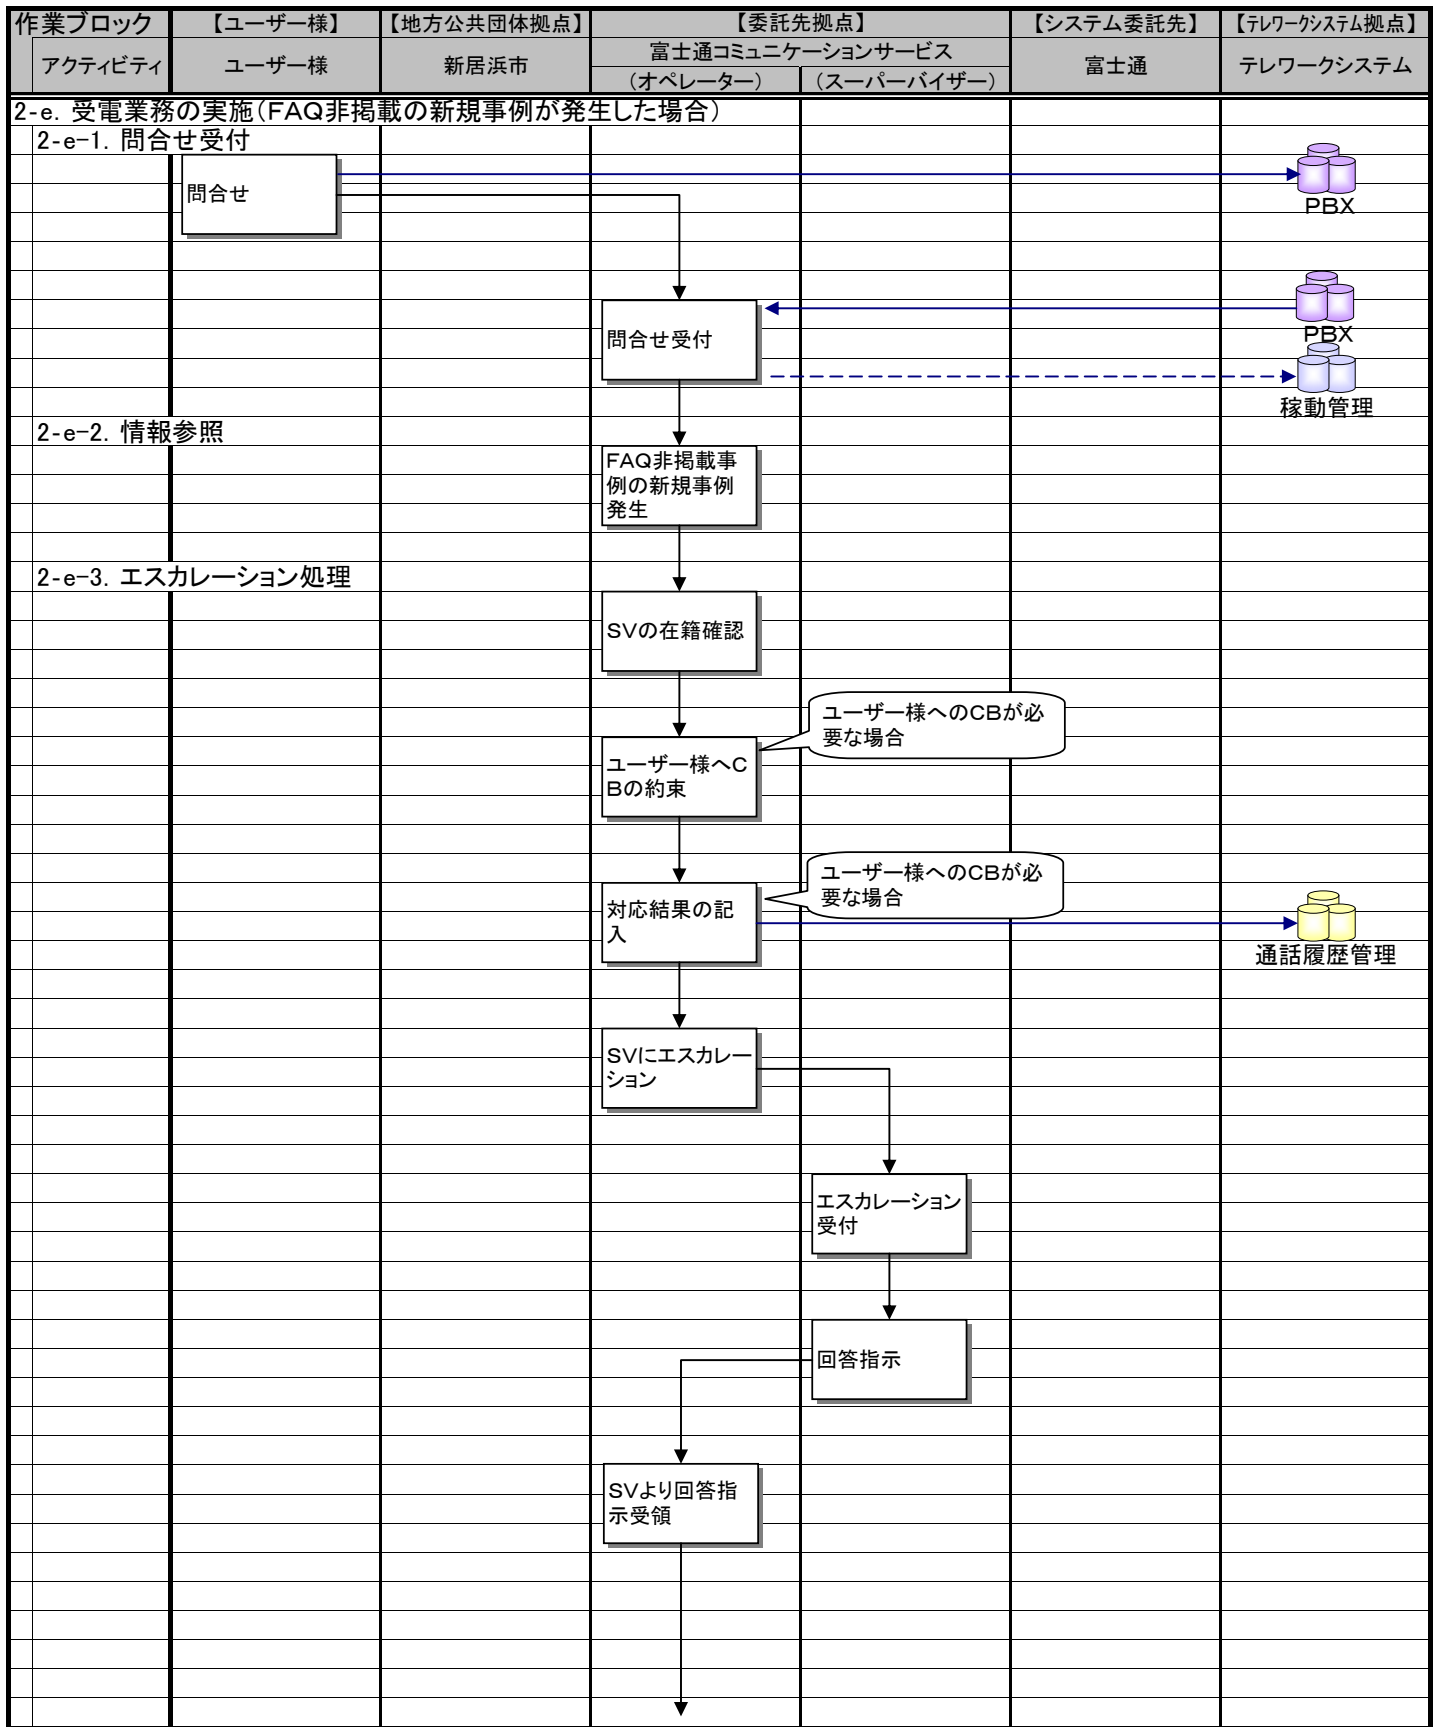 作業ブロック 【ユーザー様】 【地方公共団体拠点】 【委託先拠点】 【システム委託先】 【テレワークシステム拠点】
アクティビティ ユーザー様 新居浜市 富士通コミュニケーションサービス 富士通 テレワークシステム
（オペレーター） （スーパーバイザー）
2-e．受電業務の実施（FAQ非掲載の新規事例が発生した場合）
2-e-1．問合せ受付
問合せ
PBX
問合せ受付
PBX
稼動管理
2-e-2．情報参照
FAQ非掲載事
例の新規事例
発生
2-e-3．エスカレーション処理
SVの在籍確認
ユーザー様へのCBが必
要な場合
ユーザー様へC
Bの約束
ユーザー様へのCBが必
要な場合
対応結果の記
入
通話履歴管理
SVにエスカレー
ション
エスカレーション
受付
回答指示
SVより回答指
示受領